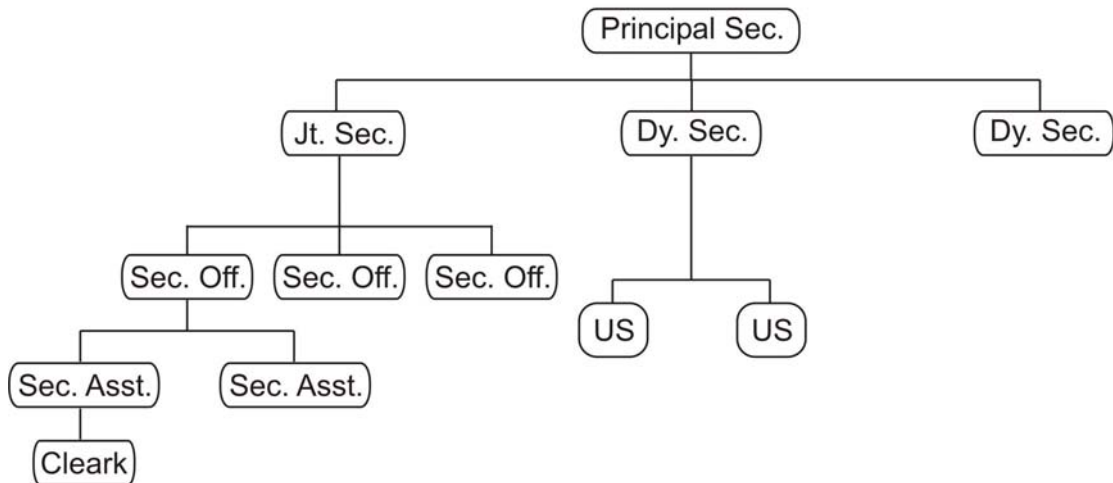 Principal Sec.
Jt. Sec.
Dy. Sec.
Dy. Sec.
Sec. Off.
Sec. Off.
Sec. Off.
US
US
Sec. Asst.
Sec. Asst.
Cleark